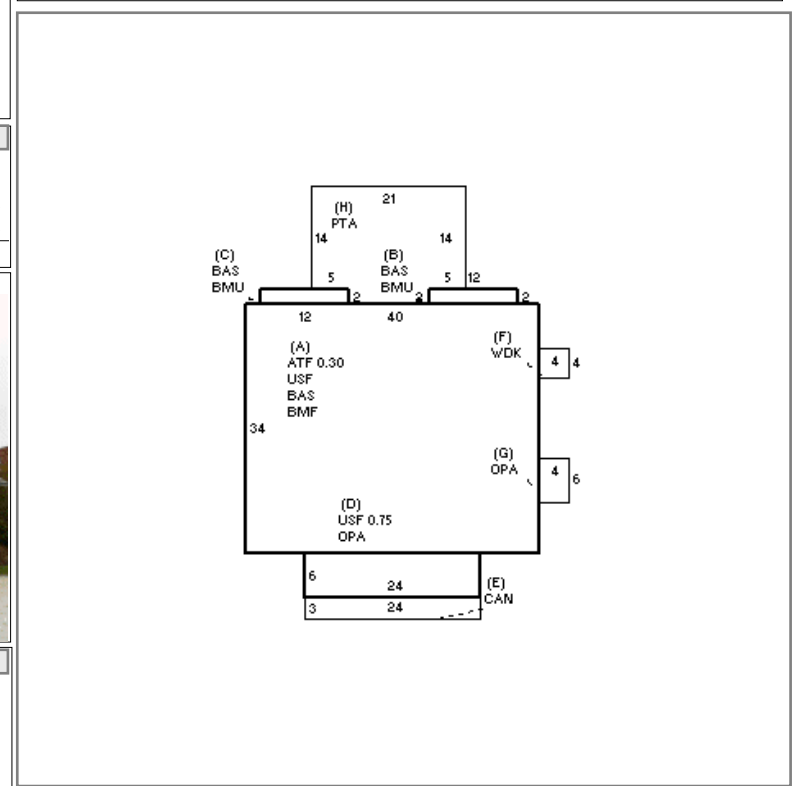 21
(H)
PTA
14 14
(C)
BAS
BMU
(B)
BAS
BMU
5 5 12
2 2 2
12 40
(F)
WDK
4 4
(A)
ATF 0.30
USF
BAS
BMF
34
(G)
OPA
4 6
(D)
USF 0.75
OPA
6 24
(E)
CAN
3 24